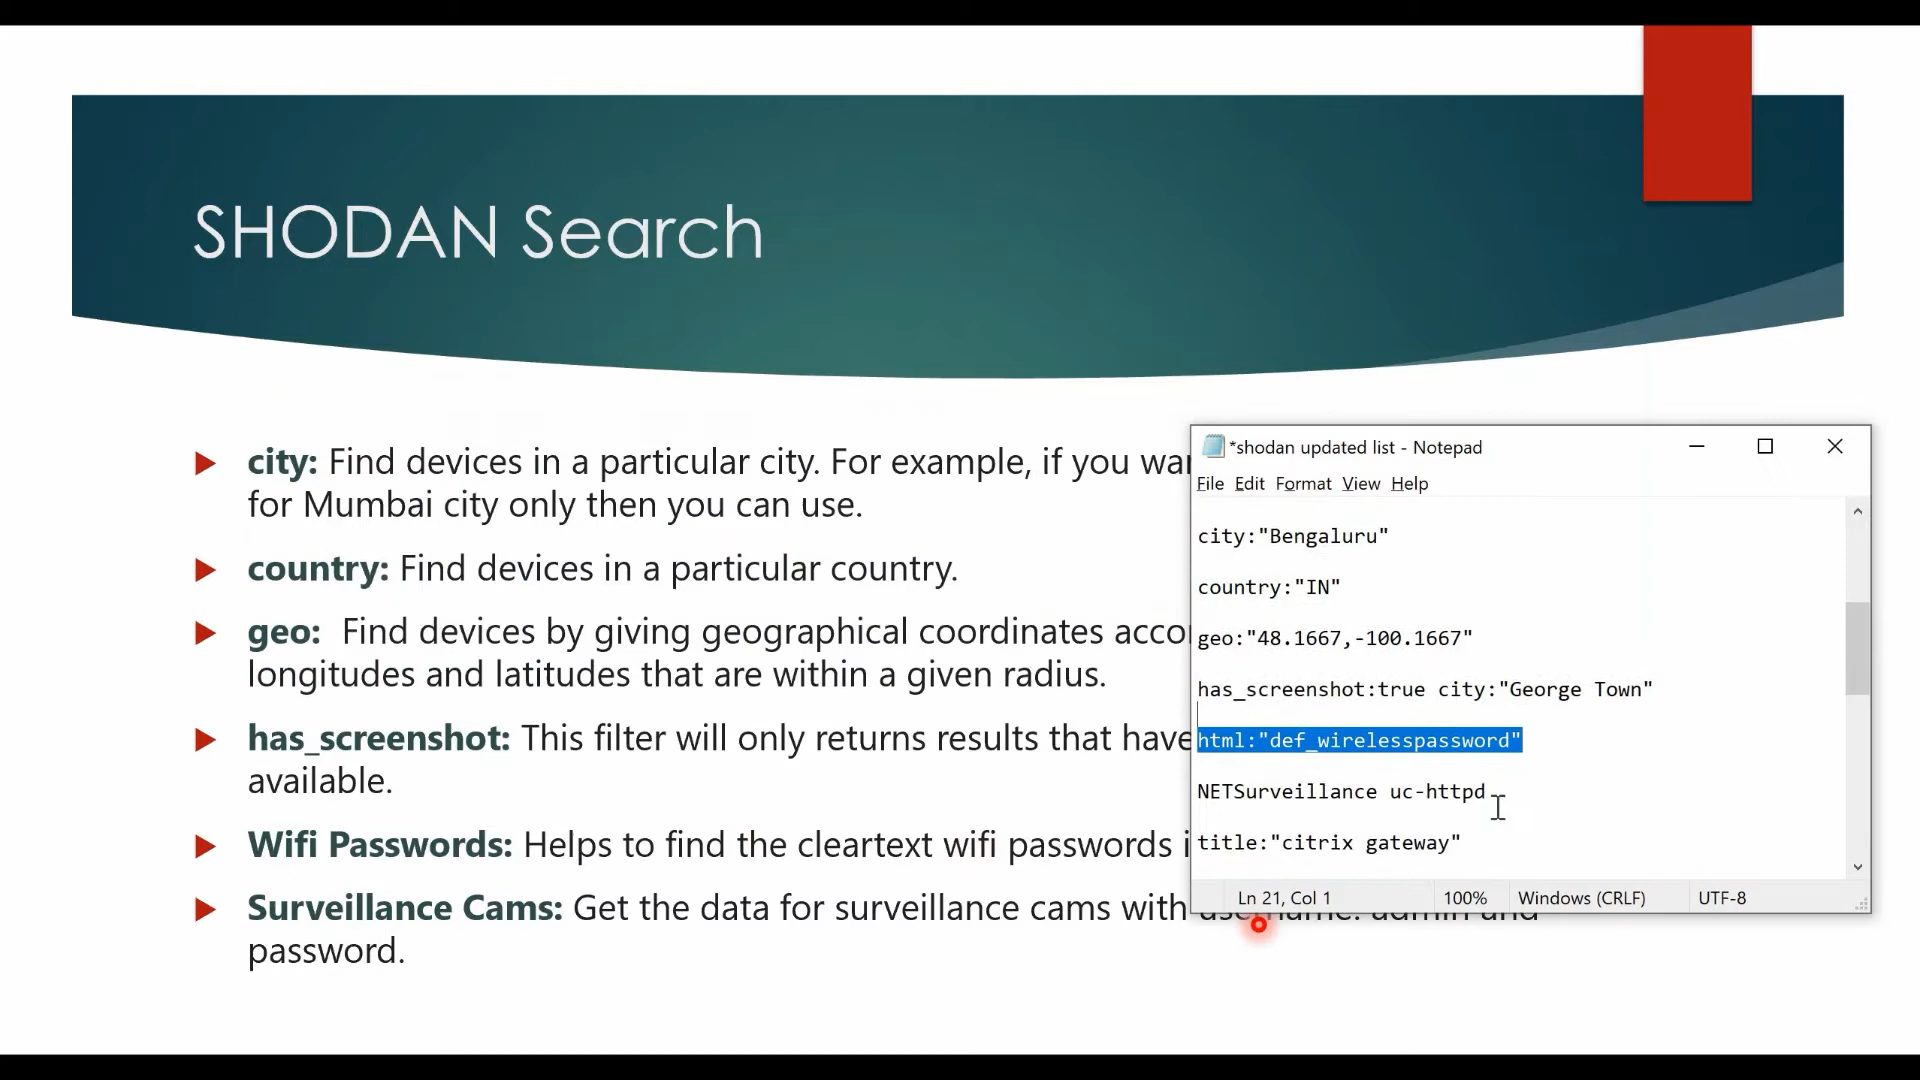 SHODAN Search
city: Find devices in a particular city. For example, if you
for Mumbai city only then you can use.
country: Find devices in a particular country.
geo: Find devices by giving geographical coordinates
longitudes and latitudes that are within a given radius.
has_screenshot: This filter will only returns results that have
available.
Wifi Passwords: Helps to find the cleartext wifi passwords
Surveillance Cams: Get the data for surveillance cams with username: admin and
password.
*shodan updated list - Notepad
File Edit Format View Help
city:"Bengaluru"
country:"IN"
geo:"48.1667,-100.1667"
has_screenshot:true city:"George Town"
html:"def_wirelesspassword"
NETSurveillance uc-httpd
title:"citrix gateway"
Ln 21, Col 1 100% Windows (CRLF) UTF-8